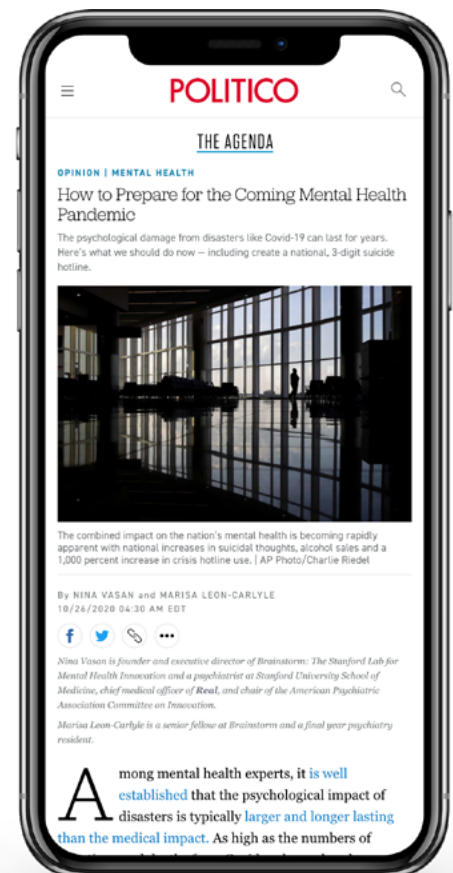 POLITICO
THE AGENDA
OPINION | MENTAL HEALTH
How to Prepare for the Coming Mental Health
Pandemic
The psychological damage from disasters like Covid-19 can last for years.
Here's what we should do now — including create a national, 3-digit suicide
hotline.
The combined impact on the nation's mental health is becoming rapidly
apparent with national increases in suicidal thoughts, alcohol sales and a
1,000 percent increase in crisis hotline use. | AP Photo/Charlie Riedel
By NINA VASAN and MARISA LEON-CARLYLE
10/26/2020 04:30 AM EDT
Nina Vasan is founder and executive director of Brainstorm: The Stanford Lab for
Mental Health Innovation and a psychiatrist at Stanford University School of
Medicine, chief medical officer of Real, and chair of the American Psychiatric
Association Committee on Innovation.
Marisa Leon-Carlyle is a senior fellow at Brainstorm and a final year psychiatry
resident.
Among mental health experts, it is well
established that the psychological impact of
disasters is typically larger and longer lasting
than the medical impact. As high as the numbers of